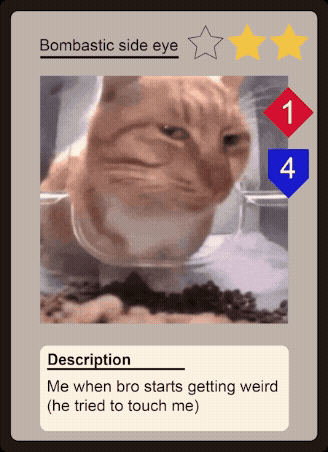 Bombastic side eye
1
4
Description
Me when bro starts getting weird
(he tried to touch me)